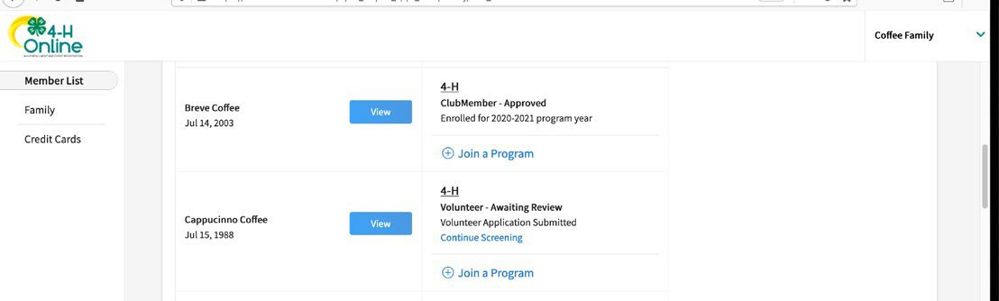 4-H
Online
Coffee Family
Member List
Family
Credit Cards
Breve Coffee
Jul 14, 2003
View
4-H
ClubMember - Approved
Enrolled for 2020-2021 program year
Join a Program
Cappucinno Coffee
Jul 15, 1988
View
4-H
Volunteer - Awaiting Review
Volunteer Application Submitted
Continue Screening
Join a Program